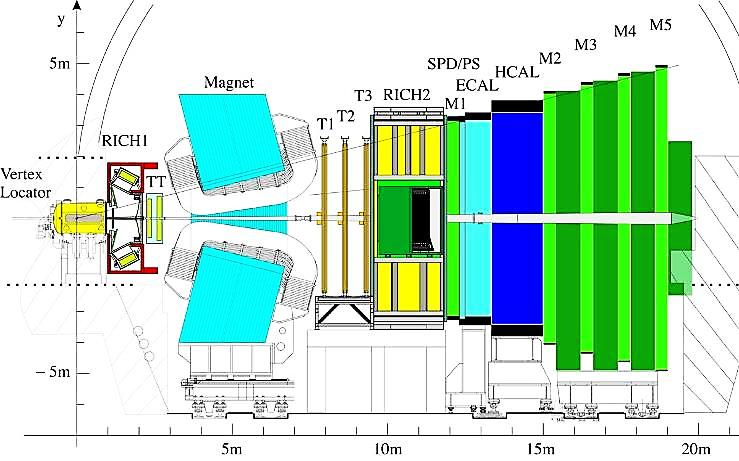 y
5m
-5m
Vertex
Locator
RICH1
TT
Magnet
T1
T2
T3
RICH2
M1
SPD/PS
ECAL
HCAL
M2
M3
M4
M5
5m
10m
15m
20m